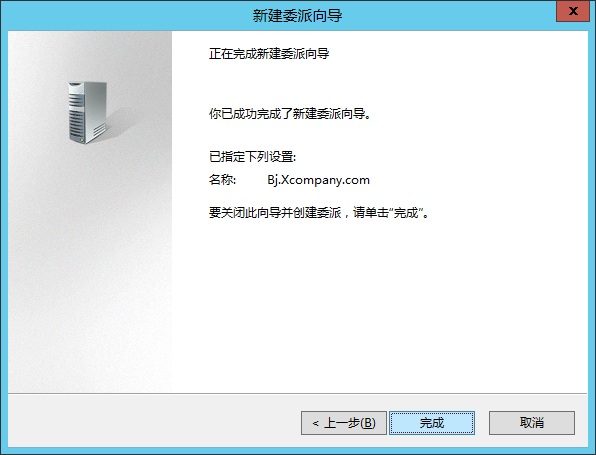 新建委派向导
x
正在完成新建委派向导
你已成功完成了新建委派向导。
已指定下列设置:
名称: Bj.Xcompany.com
要关闭此向导并创建委派，请单击"完成"。
< 上一步(B) 完成 取消